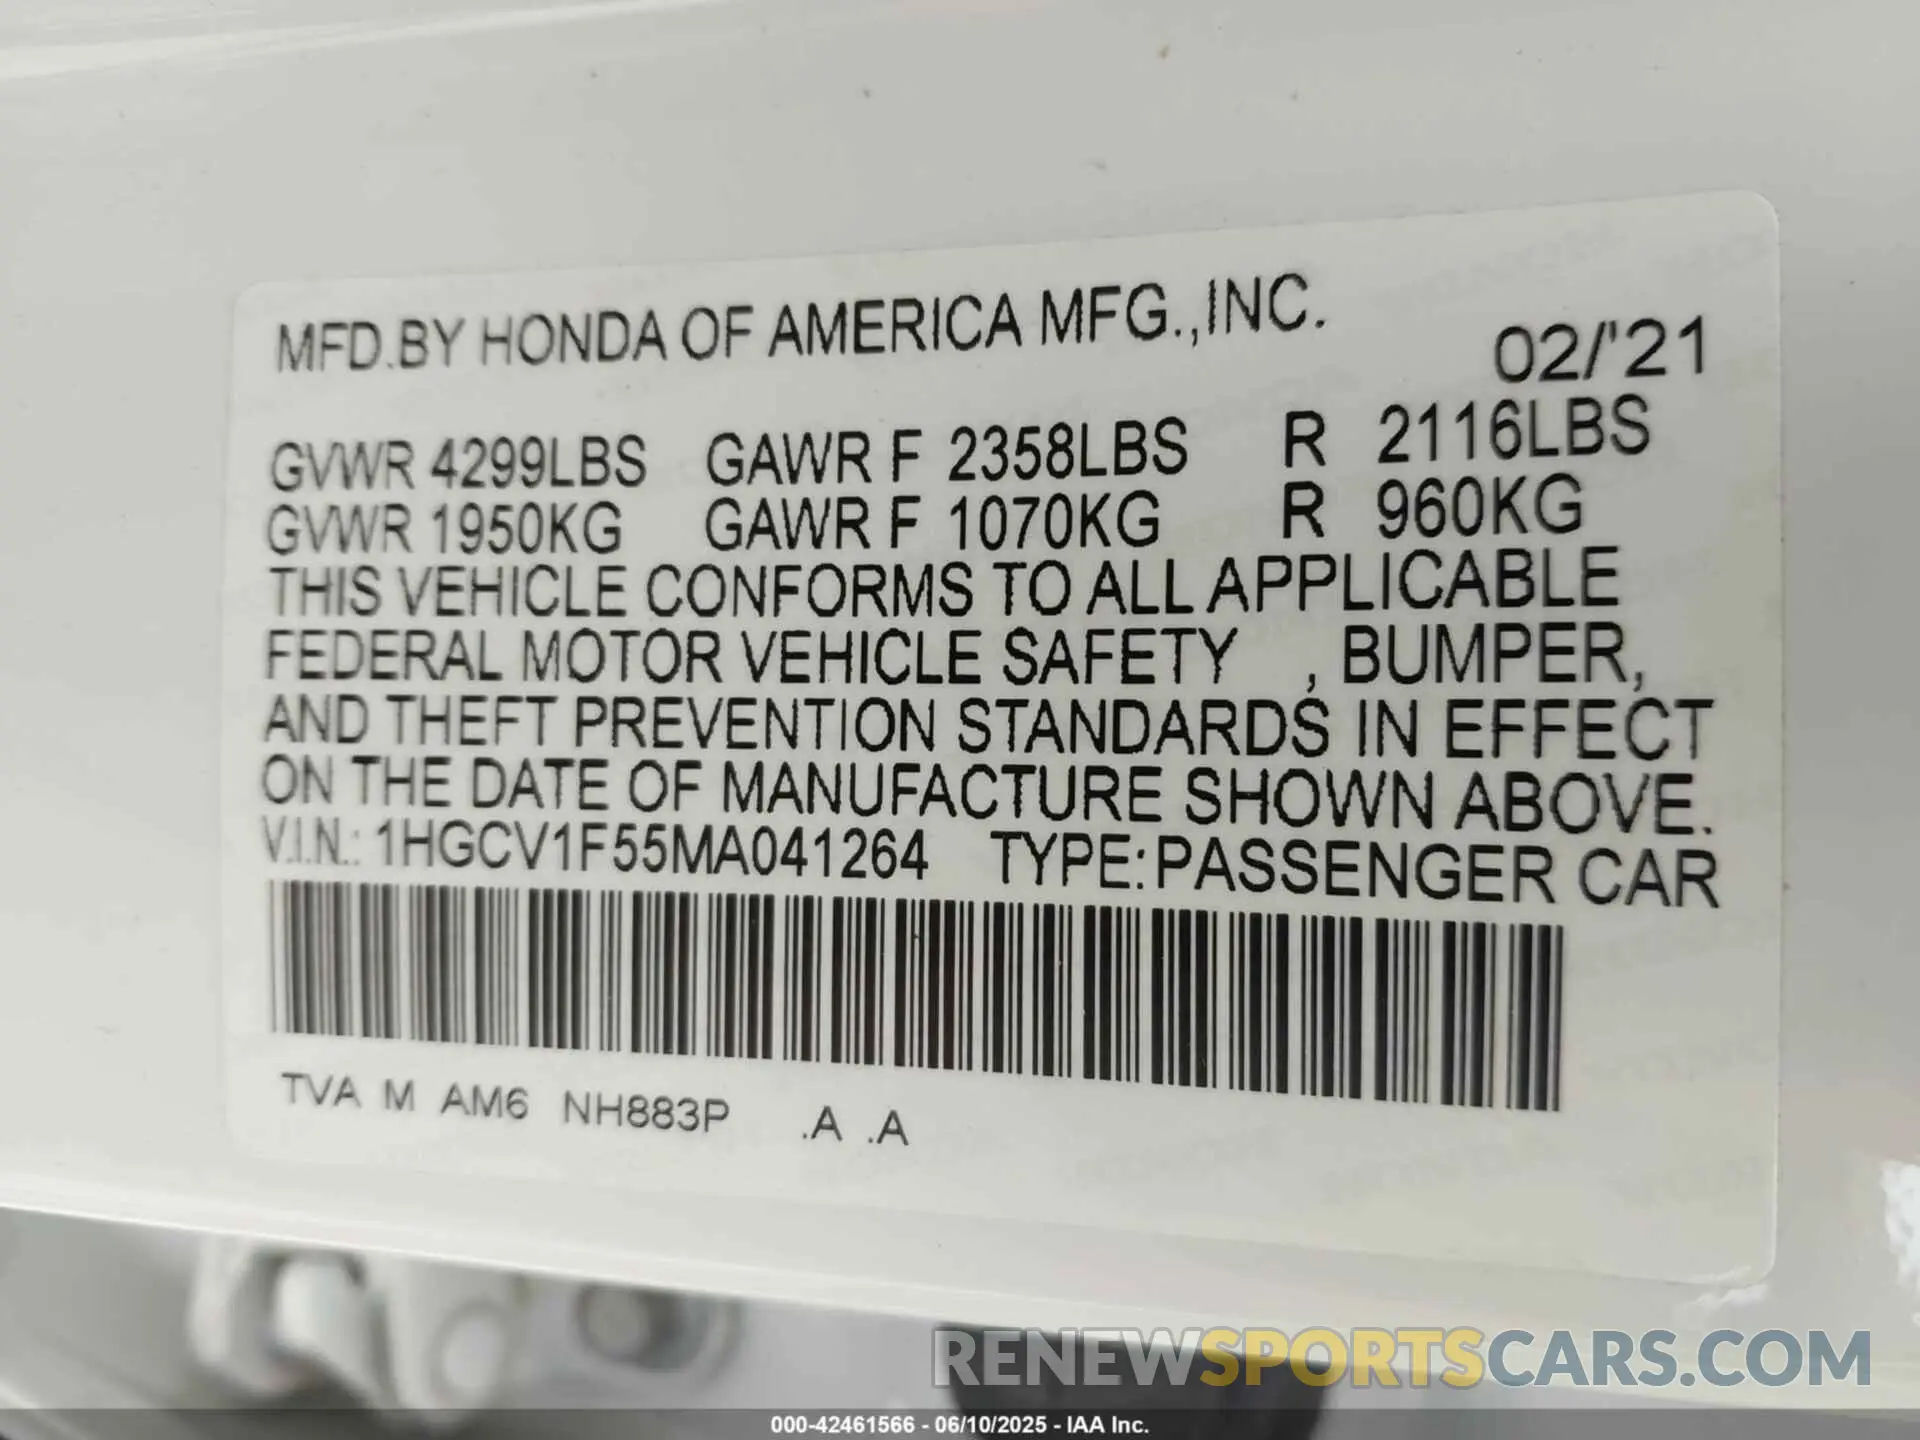 MFD.BY HONDA OF AMERICA MFG.,INC. 02/'21
GVWR 4299LBS GAWR F 2358LBS R 2116LBS
GVWR 1950KG GAWR F 1070KG R 960KG
THIS VEHICLE CONFORMS TO ALL APPLICABLE
FEDERAL MOTOR VEHICLE SAFETY , BUMPER,
AND THEFT PREVENTION STANDARDS IN EFFECT
ON THE DATE OF MANUFACTURE SHOWN ABOVE.
V.I.N.: 1HGCV1F55MA041264 TYPE:PASSENGER CAR
TVA M AM6 NH883P .A .A
RENEWSPORTSCARS.COM
000-42461566 - 06/10/2025 - IAA Inc.